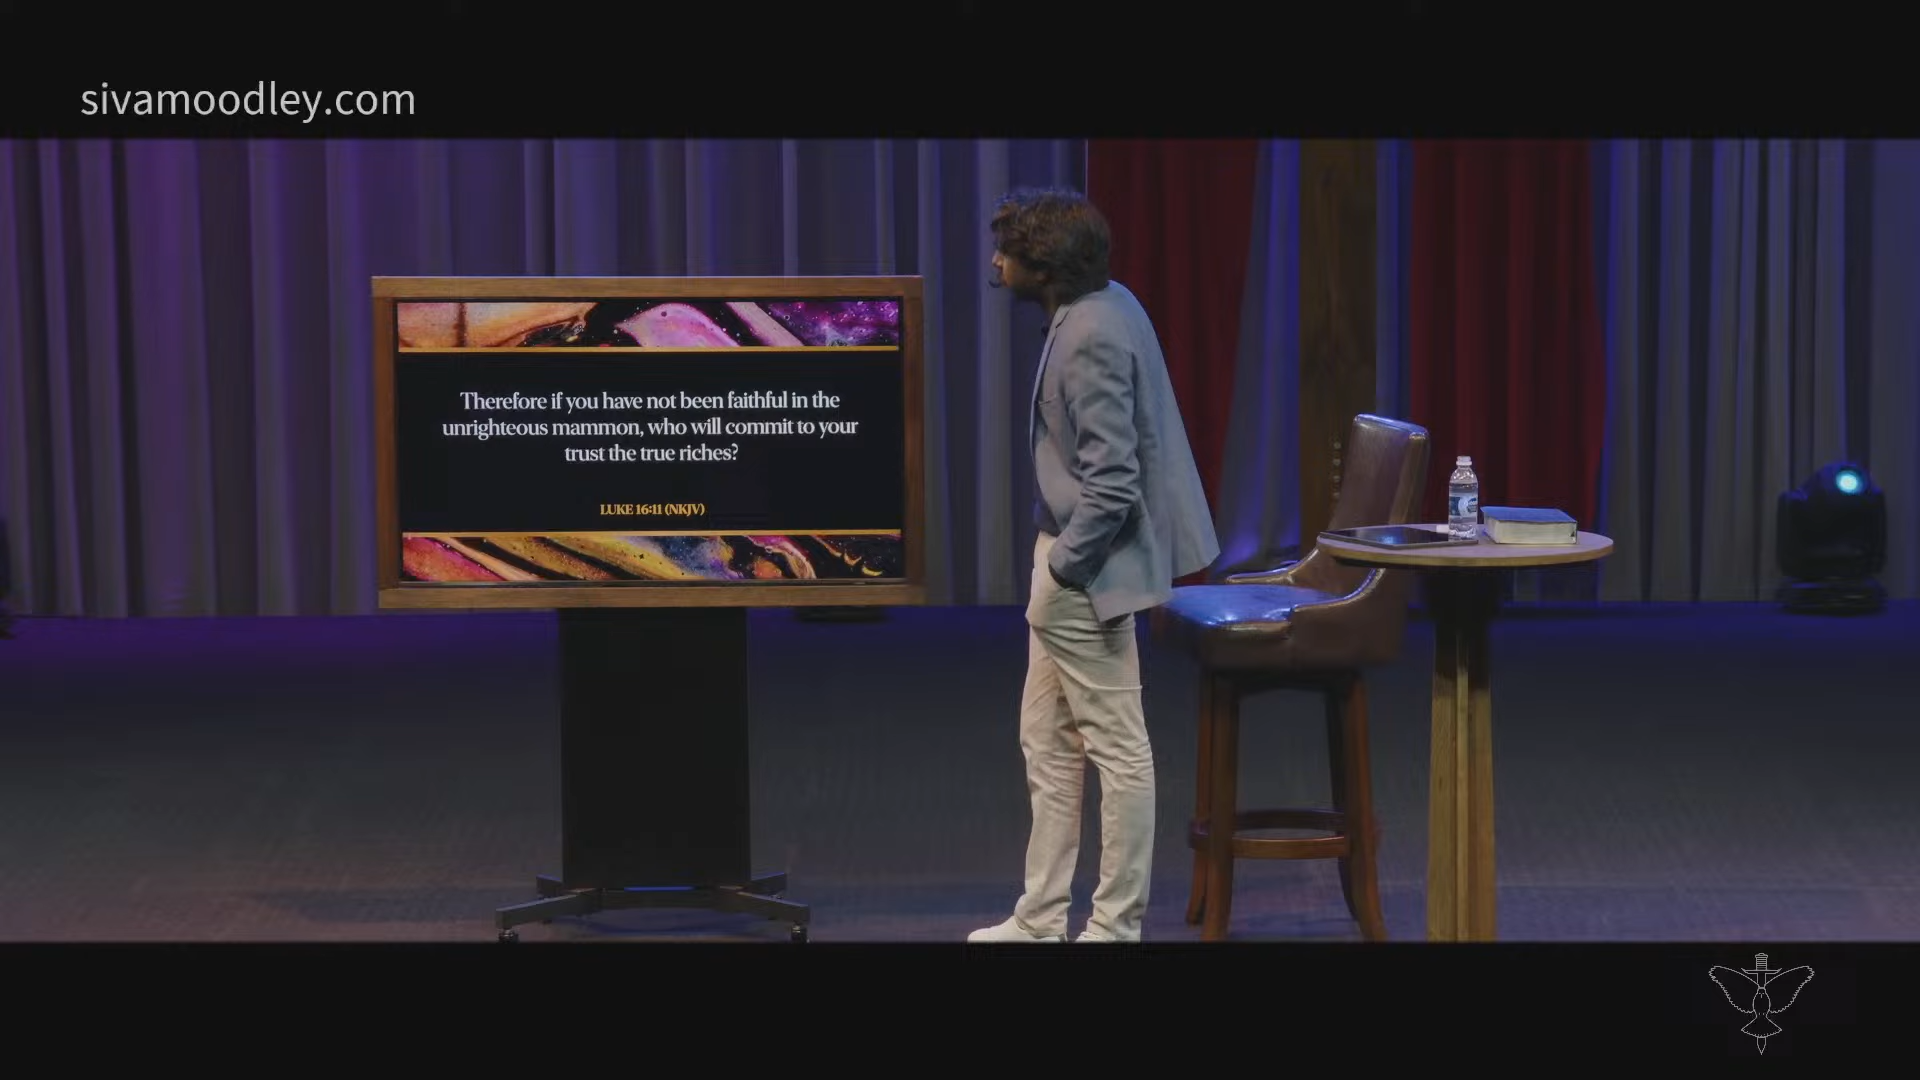 sivamoodley.com
Therefore if you have not been faithful in the
unrighteous mammon, who will commit to your
trust the true riches?
LUKE 16:11 (NKJV)